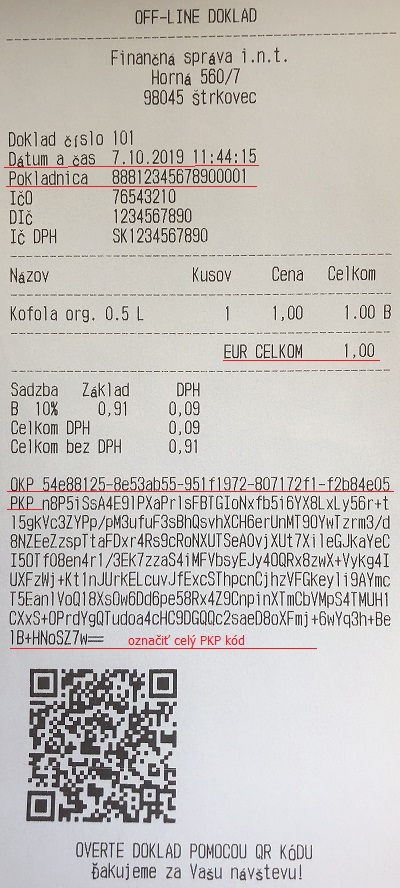 OFF-LINE DOKLAD
Finančná správa i.n.t.
Horná 560/7
98045 Štrkovec
Doklad číslo 101
Dátum a čas 7.10.2019 11:44:15
Pokladnica 88812345678900001
IčO 76543210
DIč 1234567890
Ič DPH SK1234567890
Názov Kusov Cena Celkom
Kofola org. 0.5 L 1 1,00 1.00 B
EUR CELKOM 1,00
Sadzba Základ DPH
B 10% 0,91 0,09
Celkom DPH 0.09
Celkom bez DPH 0.91
OKP 54e88125-8e53ab55-951f1972-807172f1-f2b84e05
PKP n8P5iSsA4E91PXaPr1sFBTGIoNxfb5i6YX8LxLy56r+t
15gkVc3ZYPp/pM3ufuF3sBhQsvhXCH6erUnMT90YwTzrm3/d
8NZEeZzspTtaFDxr4Rs9cRoNXUTSeAOvjXUt7XileGJkaYeC
I5OTf08en4r1/3Ek7zzaS4iMFVbsyEJy40QRx8zwX+Vykg4I
UXFzWj+Kt1nJUrkELcuvJfExcSThpcnCjhzVFGkeyli9AYmc
T5Ean1VoQ18XsOw6Dd6pe58Rx4Z9CnpinXTmCbVMpS4TMUH1
CXxS+OPrdYgQTudoa4cHC9DGQQc2saeD8oXFmj+6wYq3h+Be
lB+HNoSZ7w== označiť celý PKP kód
OVERTE DOKLAD POMOCOU QR KÓDU
Ďakujeme za Vašu návštevu!